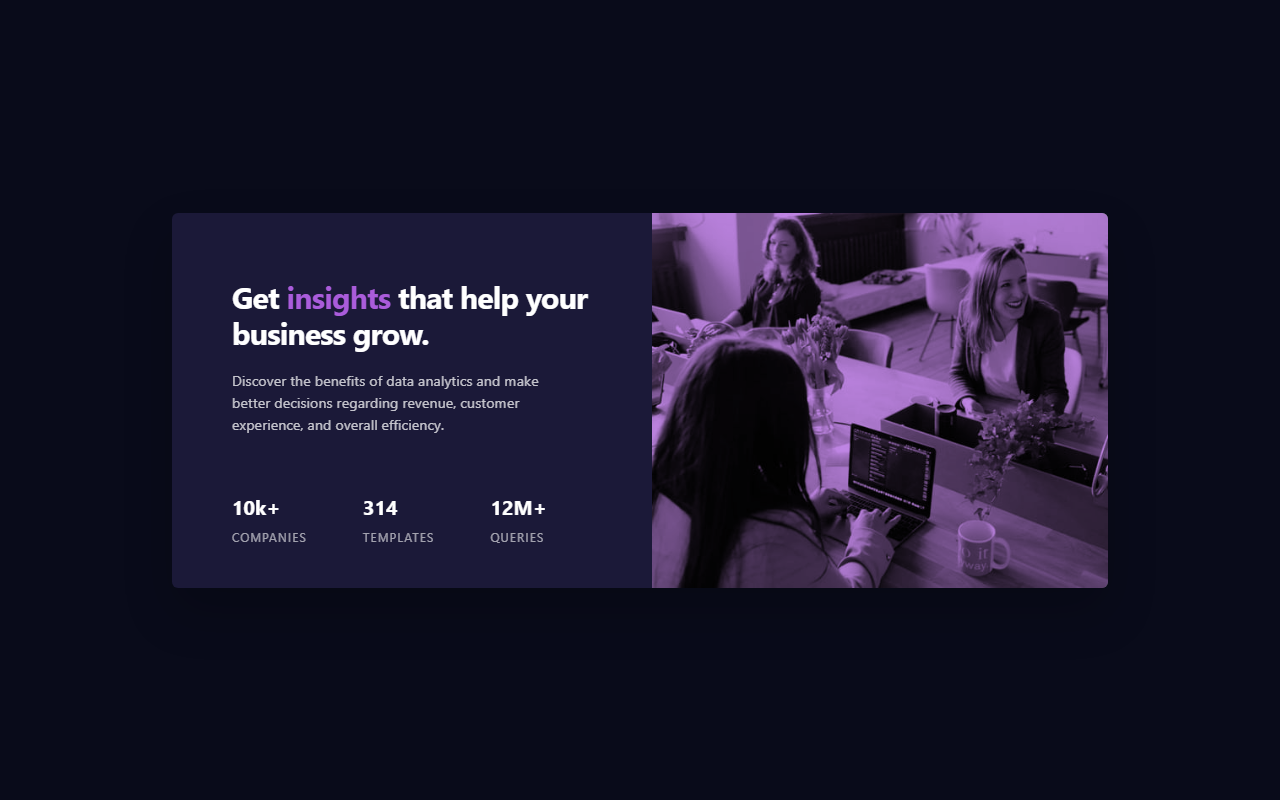 Get insights that help your
business grow.
Discover the benefits of data analytics and make
better decisions regarding revenue, customer
experience, and overall efficiency.
10k+ 314 12M+
COMPANIES TEMPLATES QUERIES